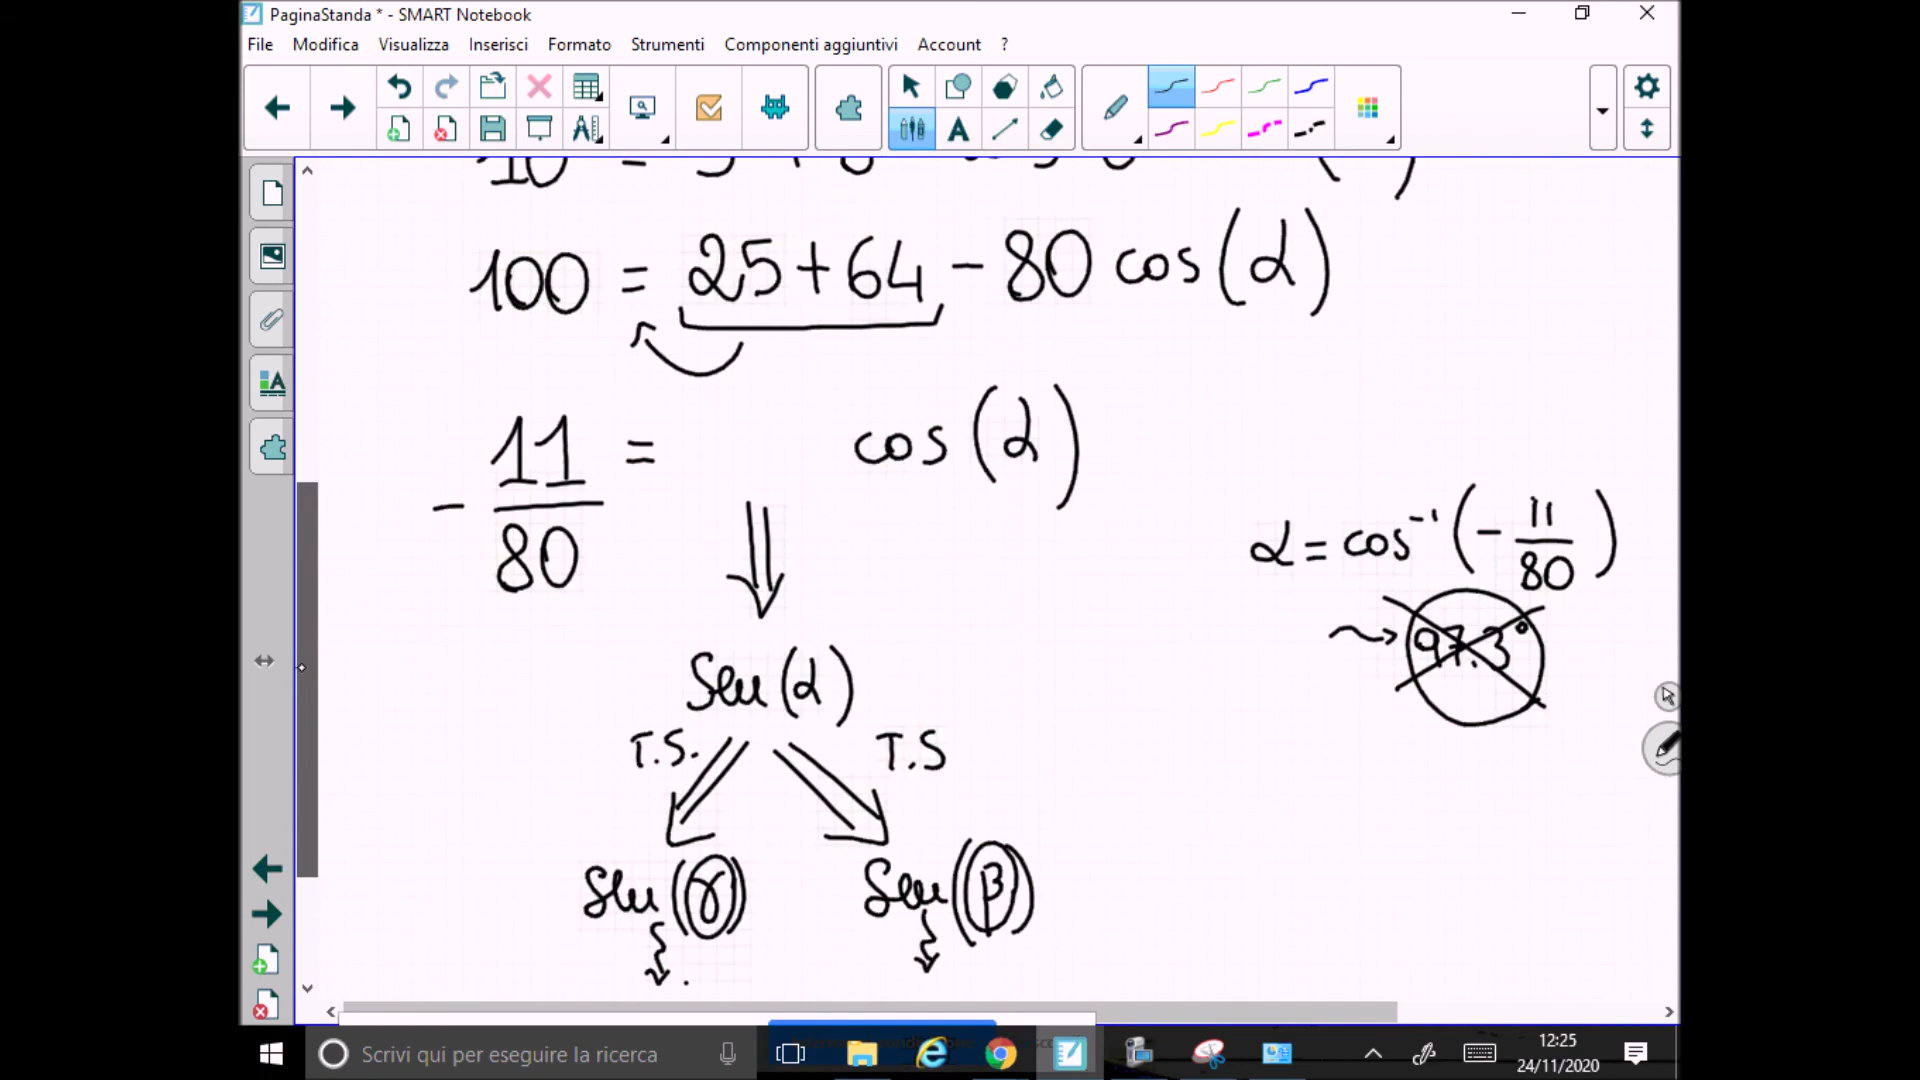 PaginaStanda * - SMART Notebook
File Modifica Visualizza Inserisci Formato Strumenti Componenti aggiuntivi Account ?
100 = 25 + 64 - 80 cos(α)
- 11/80 = cos(α)
α = cos⁻¹(- 11/80)
97.3°
Sen(α)
T.S. T.S
Sen(γ) Sen(β)
Scrivi qui per eseguire la ricerca
12:25
24/11/2020